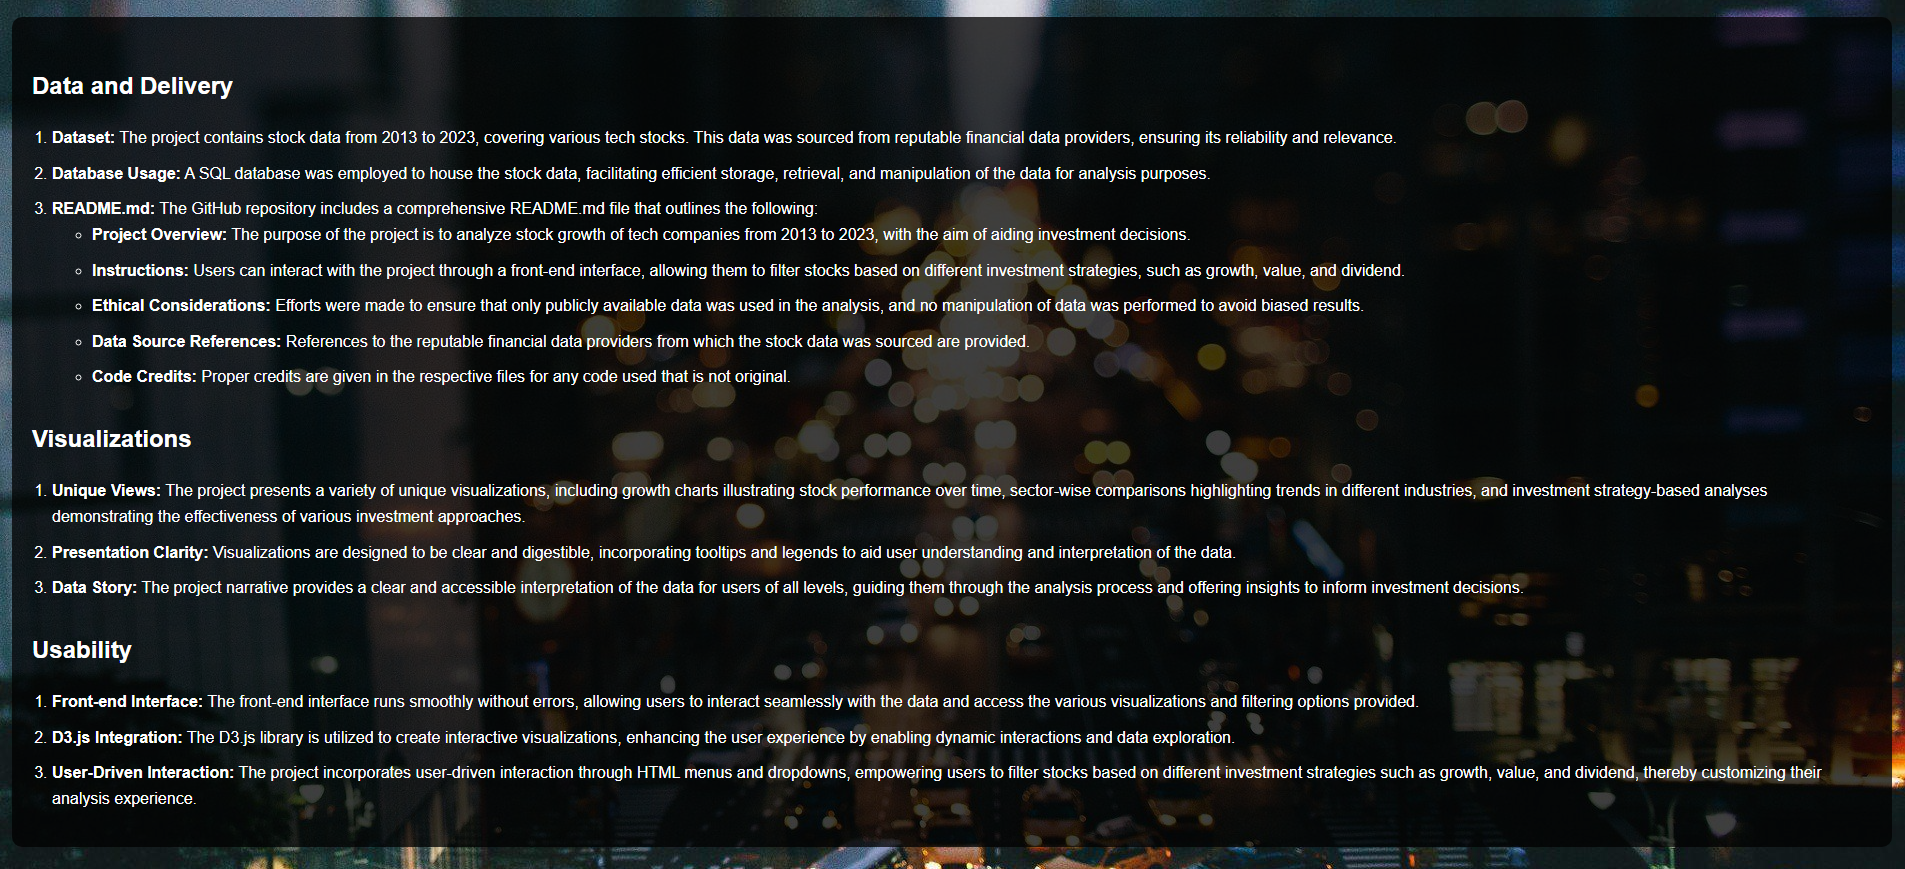 Data and Delivery
1. Dataset: The project contains stock data from 2013 to 2023, covering various tech stocks. This data was sourced from reputable financial data providers, ensuring its reliability and relevance.
2. Database Usage: A SQL database was employed to house the stock data, facilitating efficient storage, retrieval, and manipulation of the data for analysis purposes.
3. README.md: The GitHub repository includes a comprehensive README.md file that outlines the following:
◦ Project Overview: The purpose of the project is to analyze stock growth of tech companies from 2013 to 2023, with the aim of aiding investment decisions.
◦ Instructions: Users can interact with the project through a front-end interface, allowing them to filter stocks based on different investment strategies, such as growth, value, and dividend.
◦ Ethical Considerations: Efforts were made to ensure that only publicly available data was used in the analysis, and no manipulation of data was performed to avoid biased results.
◦ Data Source References: References to the reputable financial data providers from which the stock data was sourced are provided.
◦ Code Credits: Proper credits are given in the respective files for any code used that is not original.
Visualizations
1. Unique Views: The project presents a variety of unique visualizations, including growth charts illustrating stock performance over time, sector-wise comparisons highlighting trends in different industries, and investment strategy-based analyses
demonstrating the effectiveness of various investment approaches.
2. Presentation Clarity: Visualizations are designed to be clear and digestible, incorporating tooltips and legends to aid user understanding and interpretation of the data.
3. Data Story: The project narrative provides a clear and accessible interpretation of the data for users of all levels, guiding them through the analysis process and offering insights to inform investment decisions.
Usability
1. Front-end Interface: The front-end interface runs smoothly without errors, allowing users to interact seamlessly with the data and access the various visualizations and filtering options provided.
2. D3.js Integration: The D3.js library is utilized to create interactive visualizations, enhancing the user experience by enabling dynamic interactions and data exploration.
3. User-Driven Interaction: The project incorporates user-driven interaction through HTML menus and dropdowns, empowering users to filter stocks based on different investment strategies such as growth, value, and dividend, thereby customizing their
analysis experience.